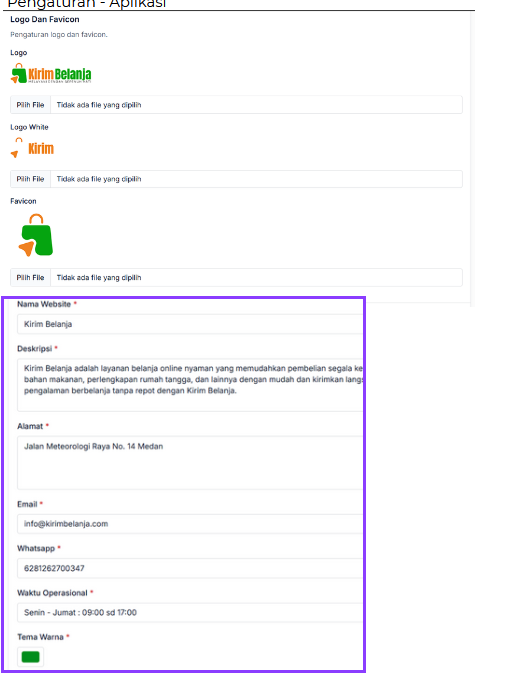 Pengaturan - Aplikasi
Logo Dan Favicon
Pengaturan logo dan favicon.
Logo
KirimBelanja
Pilih File Tidak ada file yang dipilih
Logo White
Kirim
Pilih File Tidak ada file yang dipilih
Favicon
Pilih File Tidak ada file yang dipilih
Nama Website *
Kirim Belanja
Deskripsi *
Kirim Belanja adalah layanan belanja online nyaman yang memudahkan pembelian segala ke
bahan makanan, perlengkapan rumah tangga, dan lainnya dengan mudah dan kirimkan langs
pengalaman berbelanja tanpa repot dengan Kirim Belanja.
Alamat *
Jalan Meteorologi Raya No. 14 Medan
Email *
info@kirimbelanja.com
Whatsapp *
6281262700347
Waktu Operasional *
Senin - Jumat : 09:00 sd 17:00
Tema Warna *